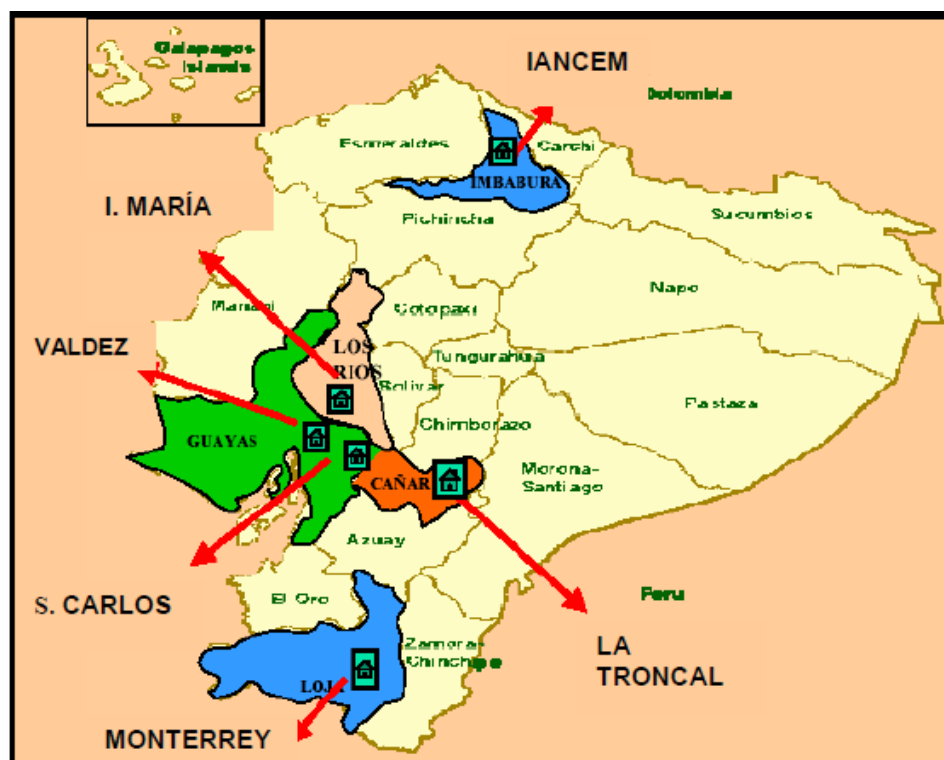 Galapagos
Islands
IANCEM
Colombia
Esmeraldes
Carchi
IMBABURA
I. MARÍA
Pichincha
Sucumbios
Napo
Manabi
Cotopaxi
VALDEZ
LOS
RIOS
Tungurahua
Bolivar
Pastaza
Chimborazo
GUAYAS
Morona-
Santiago
CAÑAR
Azuay
S. CARLOS
El Oro
Peru
LA
TRONCAL
Zamora-
Chinchipe
LOJA
MONTERREY